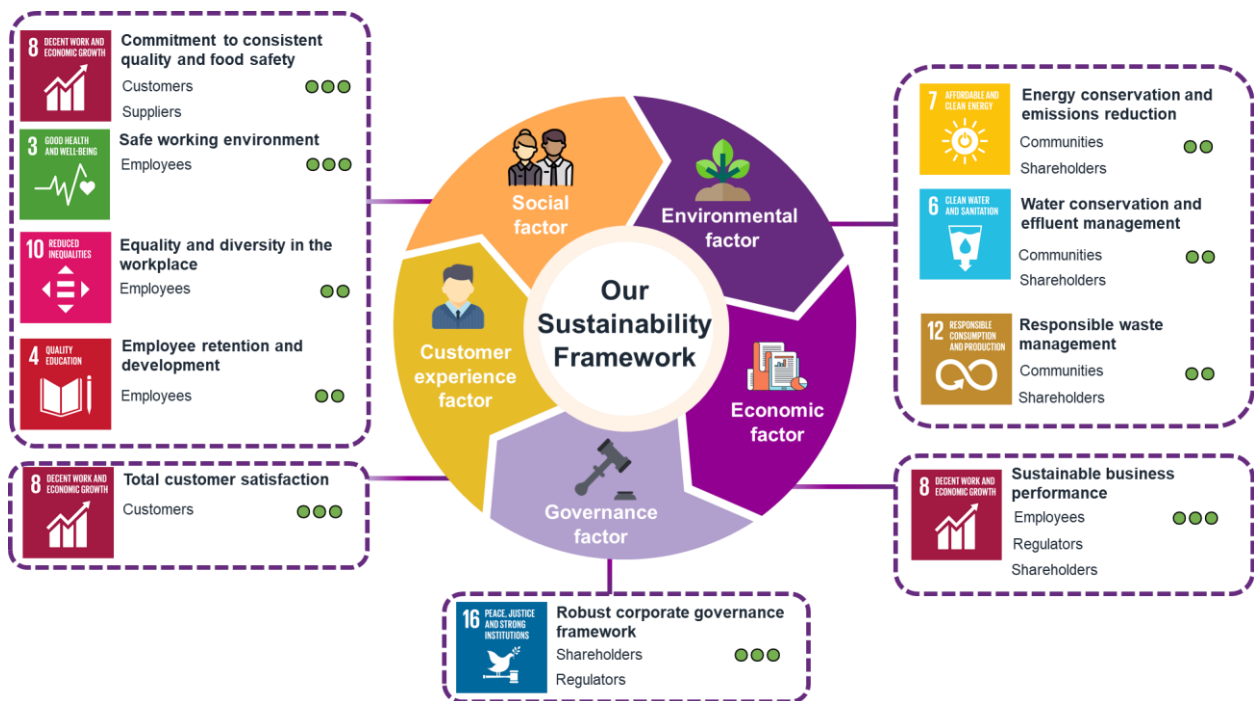 8 DECENT WORK AND
ECONOMIC GROWTH
Commitment to consistent
quality and food safety
Customers
Suppliers
3 GOOD HEALTH
AND WELL-BEING
Safe working environment
Employees
10 REDUCED
INEQUALITIES
Equality and diversity in the
workplace
Employees
4 QUALITY
EDUCATION
Employee retention and
development
Employees
8 DECENT WORK AND
ECONOMIC GROWTH
Total customer satisfaction
Customers
Social
factor
Environmental
factor
Customer
experience
factor
Our
Sustainability
Framework
Economic
factor
Governance
factor
7 AFFORDABLE AND
CLEAN ENERGY
Energy conservation and
emissions reduction
Communities
Shareholders
6 CLEAN WATER
AND SANITATION
Water conservation and
effluent management
Communities
Shareholders
12 RESPONSIBLE
CONSUMPTION
AND PRODUCTION
Responsible waste
management
Communities
Shareholders
8 DECENT WORK AND
ECONOMIC GROWTH
Sustainable business
performance
Employees
Regulators
Shareholders
16 PEACE, JUSTICE
AND STRONG
INSTITUTIONS
Robust corporate governance
framework
Shareholders
Regulators